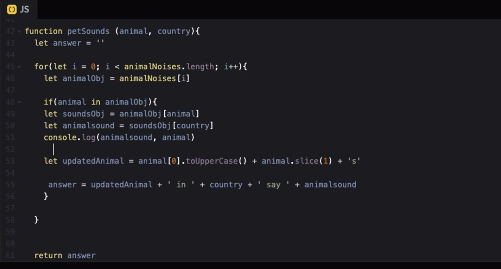 JS
42 function petSounds (animal, country){
43 let answer = ''
44
45 for(let i = 0; i < animalNoises.length; i++){
46 let animalObj = animalNoises[i]
47
48 if(animal in animalObj){
49 let soundsObj = animalObj[animal]
50 let animalsound = soundsObj[country]
51 console.log(animalsound, animal)
52
53 let updatedAnimal = animal[0].toUpperCase() + animal.slice(1) + 's'
54
55 answer = updatedAnimal + ' in ' + country + ' say ' + animalsound
56 }
57
58 }
59
60
61 return answer